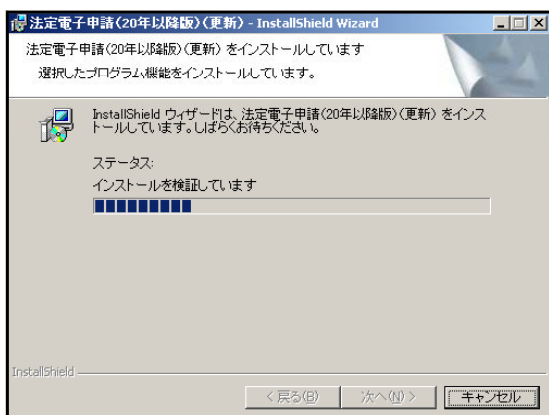 法定電子申請(20年以降版)(更新) - InstallShield Wizard
法定電子申請(20年以降版)(更新) をインストールしています
選択したプログラム機能をインストールしています。
InstallShield ウィザードは、法定電子申請(20年以降版)(更新) をインス
トールしています。しばらくお待ちください。
ステータス:
インストールを検証しています
InstallShield
< 戻る(B)
次へ(N) >
キャンセル